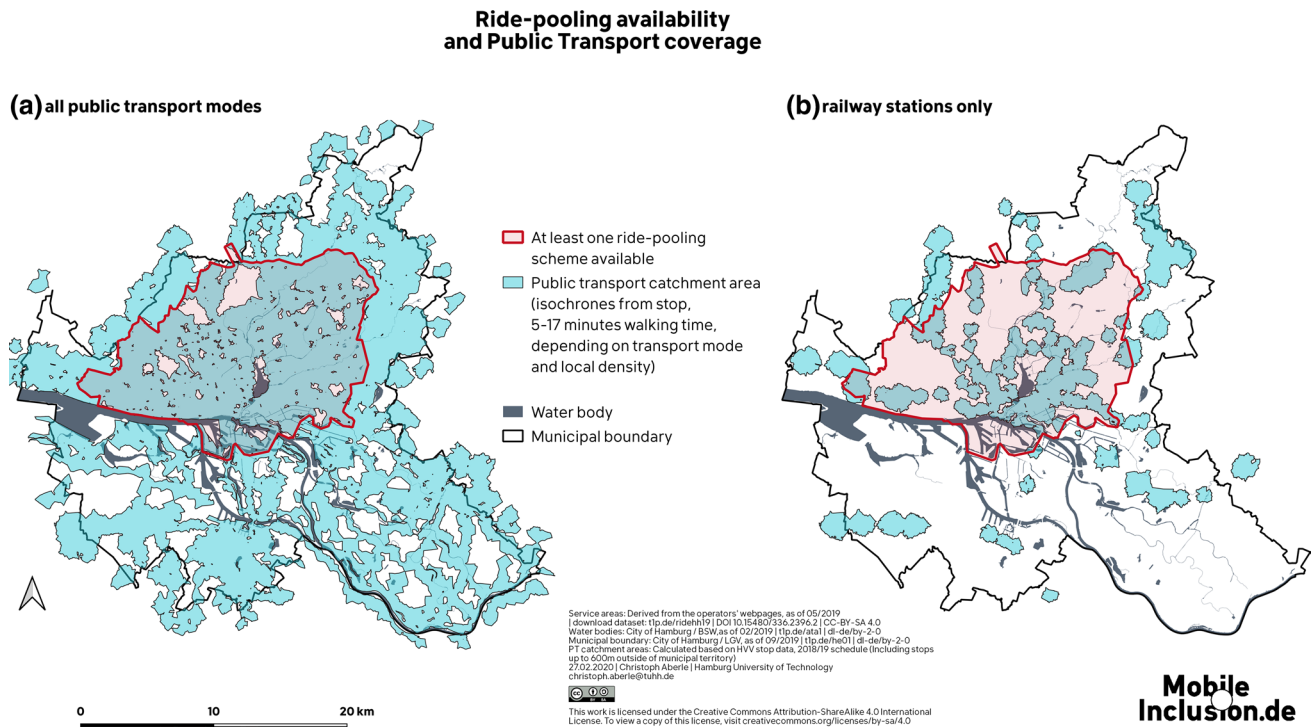 Ride-pooling availability
and Public Transport coverage
(a) all public transport modes
(b) railway stations only
At least one ride-pooling
scheme available
Public transport catchment area
(isochrones from stop,
5-17 minutes walking time,
depending on transport mode
and local density)
Water body
Municipal boundary
Service areas: Derived from the operators' webpages, as of 05/2019
| download dataset: t1p.de/ridehh19 | DOI 10.15480/336.2396.2 | CC-BY-SA 4.0
Water bodies: City of Hamburg / BSW,as of 02/2019 | t1p.de/ata1 | dl-de/by-2-0
Municipal boundary: City of Hamburg / LGV, as of 09/2019 | t1p.de/he01 | dl-de/by-2-0
PT catchment areas: Calculated based on HVV stop data, 2018/19 schedule (Including stops
up to 600m outside of municipal territory)
27.02.2020 | Christoph Aberle | Hamburg University of Technology
christoph.aberle@tuhh.de
cc
BY SA
This work is licensed under the Creative Commons Attribution-ShareAlike 4.0 International
License. To view a copy of this license, visit creativecommons.org/licenses/by-sa/4.0
0 10 20 km
Mobile
Inclusion.de